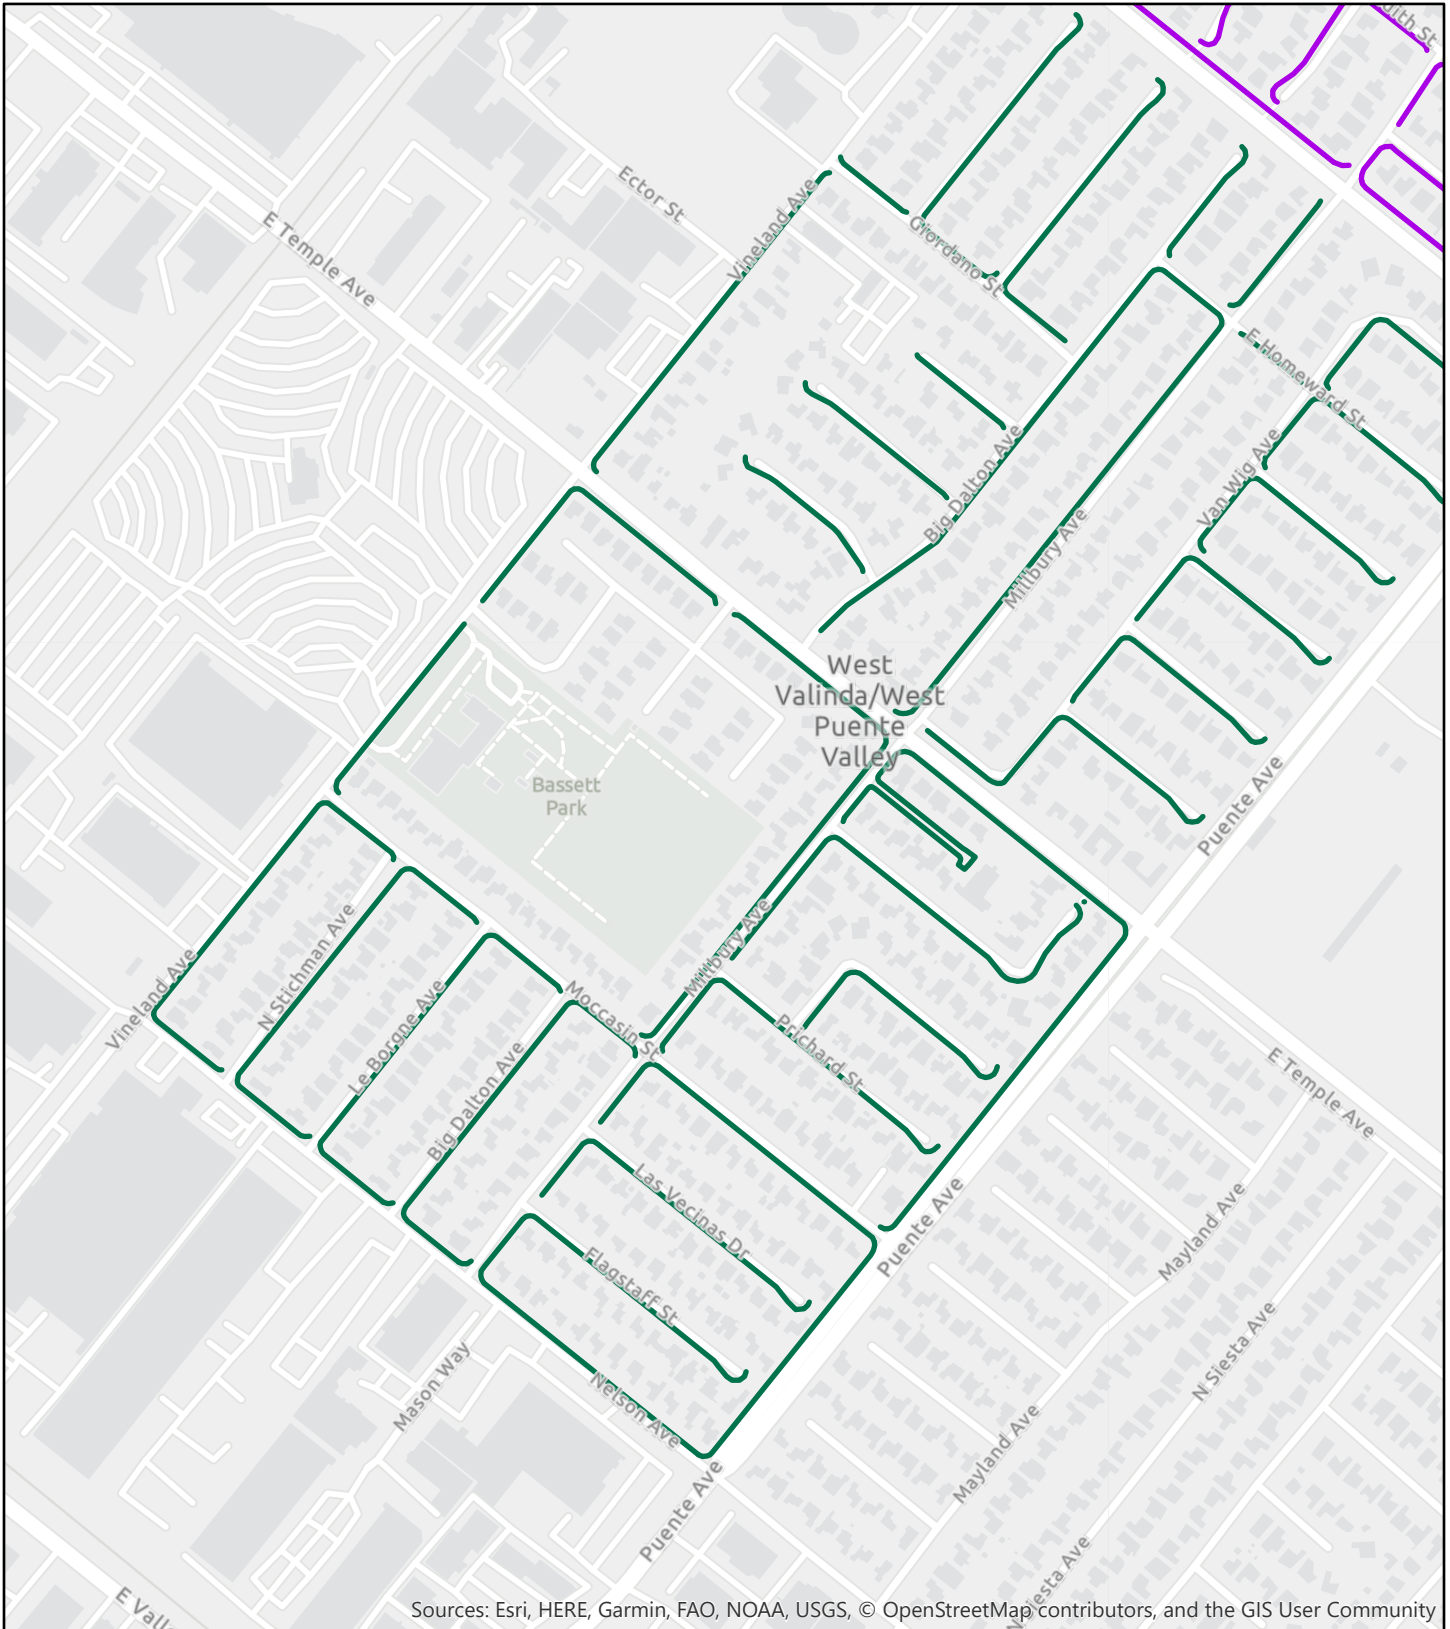 dith St
Ector St
Vineland Ave
E Temple Ave
Giordano St
E Homeward St
Big Dalton Ave
Van Wig Ave
Millbury Ave
West
Valinda/West
Puente
Valley
Bassett
Park
Puente Ave
Millbury Ave
N Stichman Ave
Vineland Ave
Le Borgne Ave
Moccasin St
Prichard St
Big Dalton Ave
E Temple Ave
Las Vecinas Dr
Puente Ave
Mayland Ave
Flagstaff St
N Siesta Ave
Mason Way
Nelson Ave
Mayland Ave
Puente Ave
N Siesta Ave
E Valle
Sources: Esri, HERE, Garmin, FAO, NOAA, USGS, © OpenStreetMap contributors, and the GIS User Community